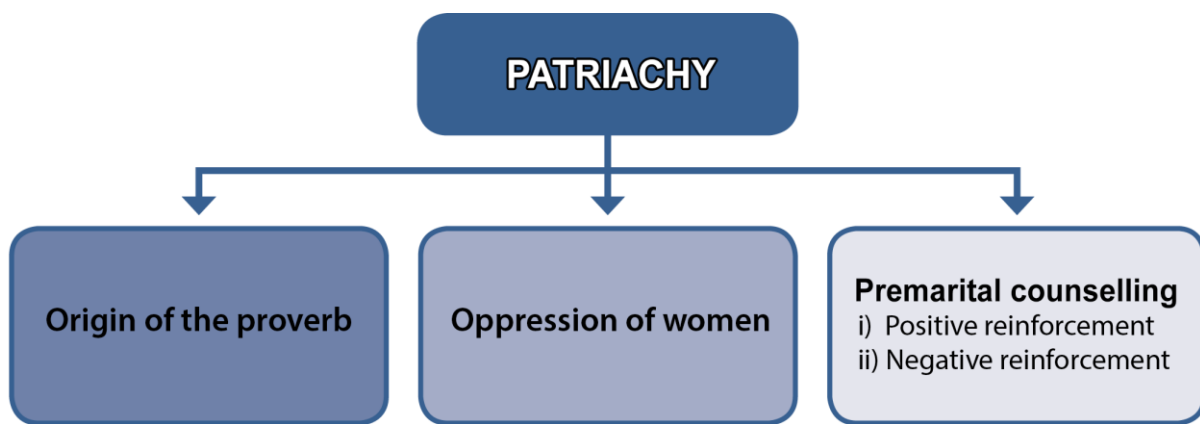 PATRIACHY
Origin of the proverb
Oppression of women
Premarital counselling
i) Positive reinforcement
ii) Negative reinforcement